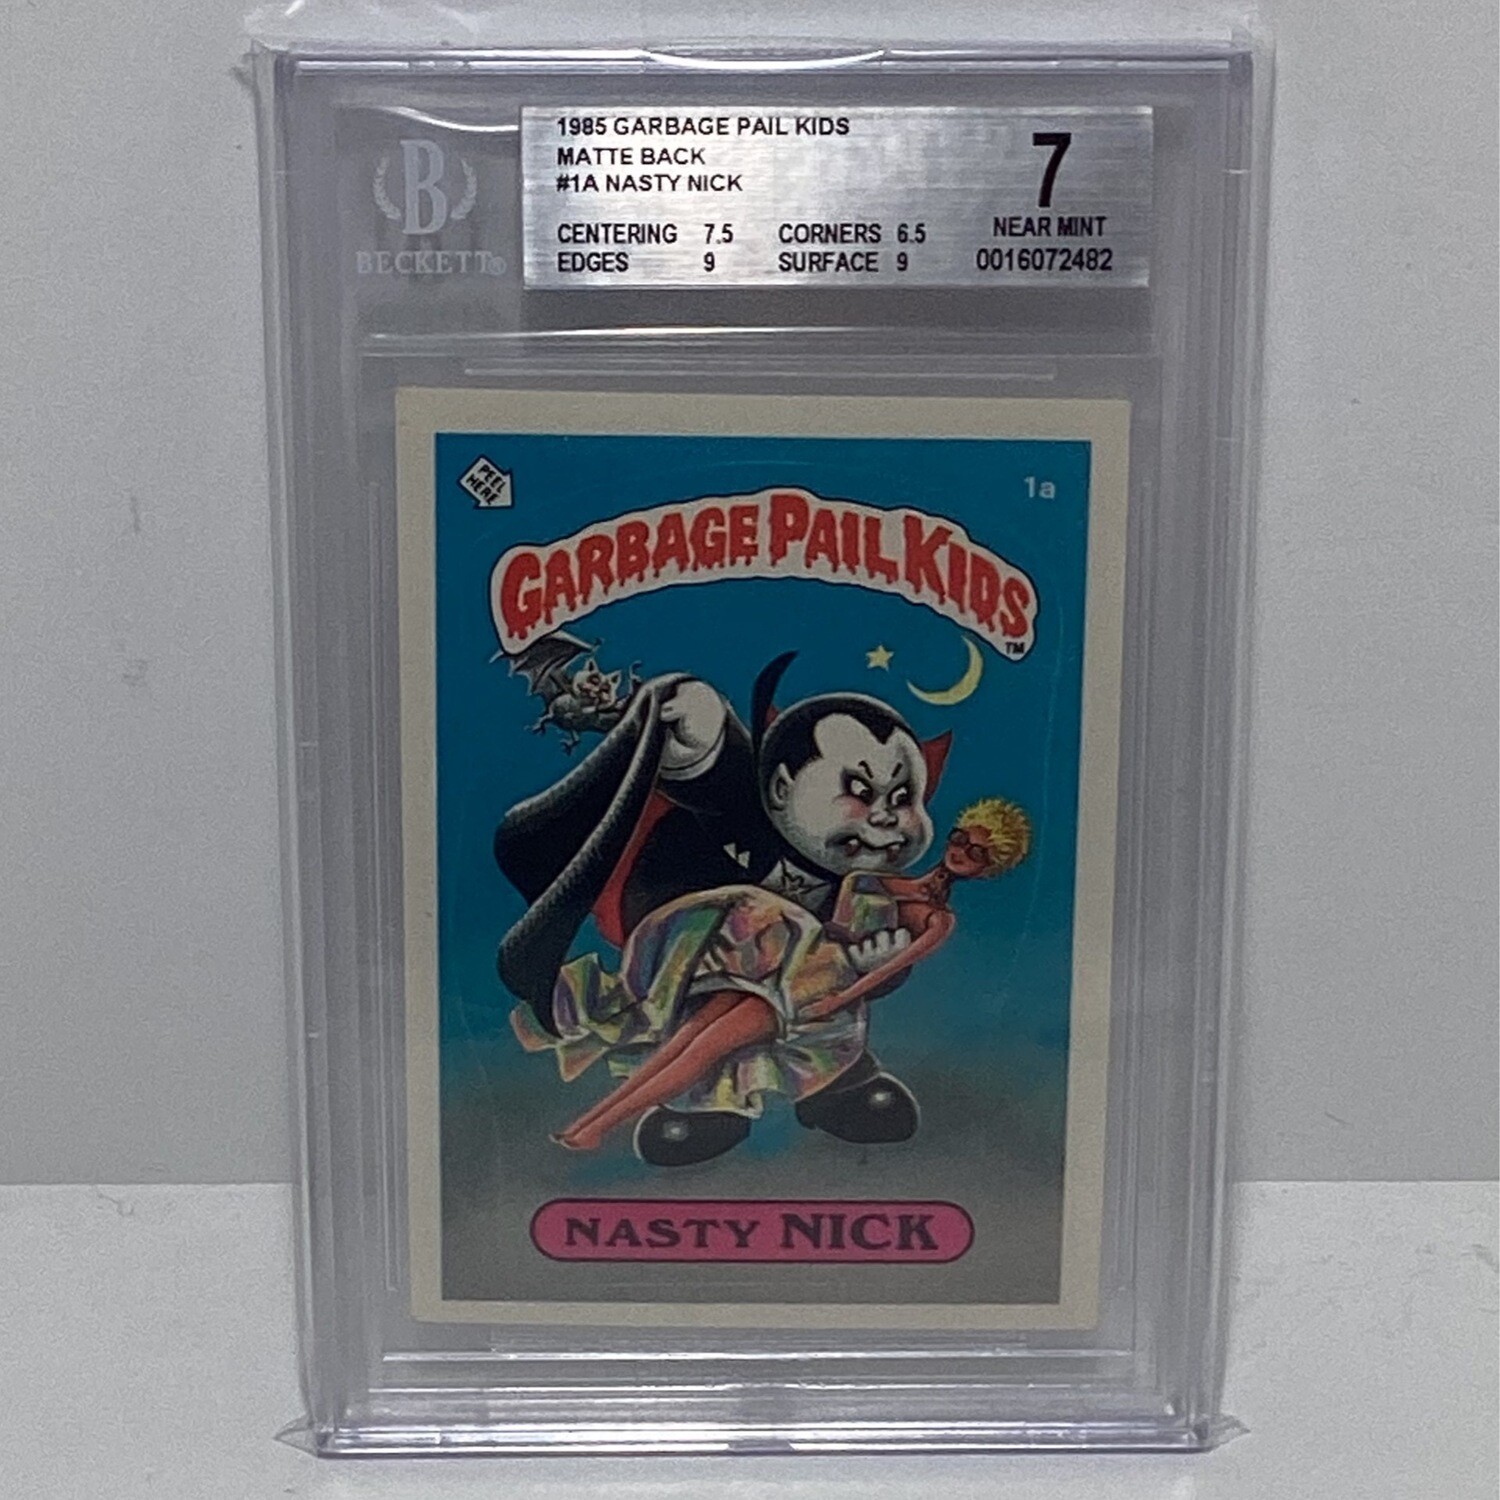 1985 GARBAGE PAIL KIDS
MATTE BACK
#1A NASTY NICK
CENTERING 7.5 CORNERS 6.5
EDGES 9 SURFACE 9
7
NEAR MINT
0016072482
B
BECKETT®
PEEL
HERE
1a
GARBAGE PAIL KIDS
TM
NASTY NICK